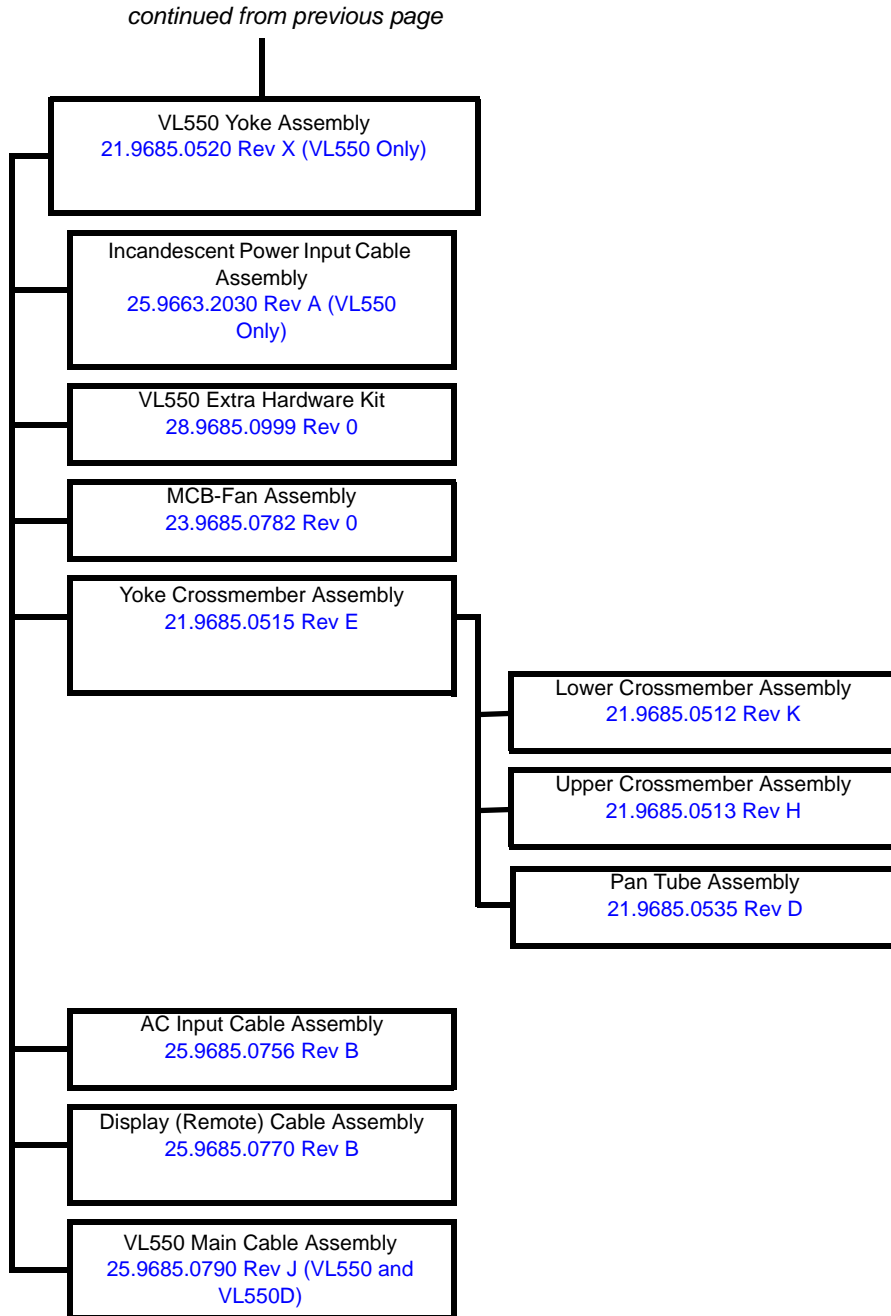 continued from previous page
VL550 Yoke Assembly
21.9685.0520 Rev X (VL550 Only)
Incandescent Power Input Cable
Assembly
25.9663.2030 Rev A (VL550
Only)
VL550 Extra Hardware Kit
28.9685.0999 Rev 0
MCB-Fan Assembly
23.9685.0782 Rev 0
Yoke Crossmember Assembly
21.9685.0515 Rev E
Lower Crossmember Assembly
21.9685.0512 Rev K
Upper Crossmember Assembly
21.9685.0513 Rev H
Pan Tube Assembly
21.9685.0535 Rev D
AC Input Cable Assembly
25.9685.0756 Rev B
Display (Remote) Cable Assembly
25.9685.0770 Rev B
VL550 Main Cable Assembly
25.9685.0790 Rev J (VL550 and
VL550D)